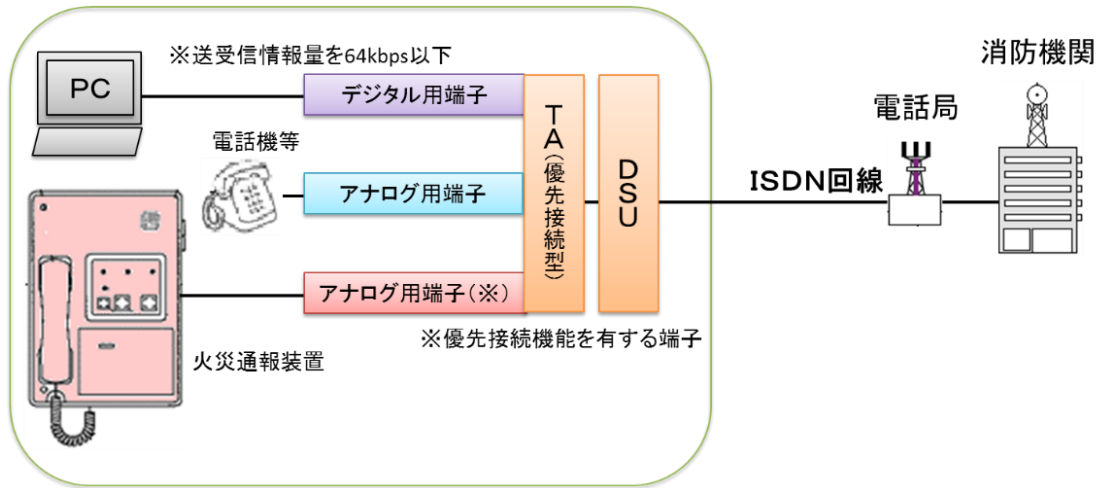 ※送受信情報量を64kbps以下
PC
デジタル用端子
電話機等
アナログ用端子
アナログ用端子(※)
※優先接続機能を有する端子
火災通報装置
TA(優先接続型)
DSU
ISDN回線
電話局
消防機関